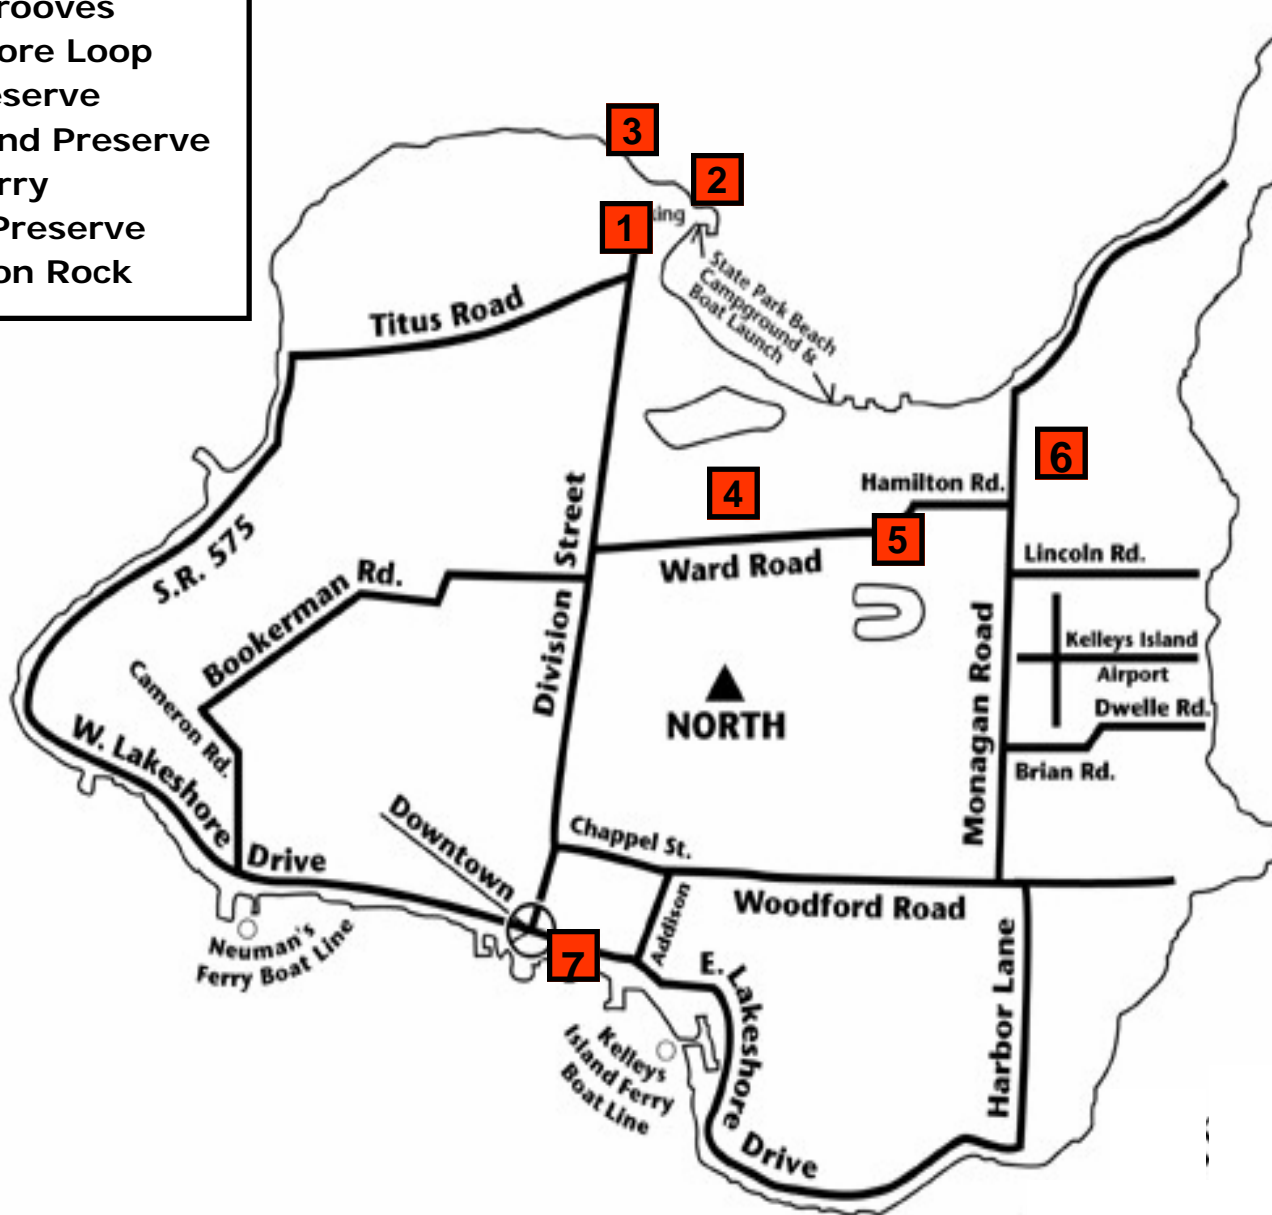 rooves
ore Loop
eserve
nd Preserve
rry
Preserve
on Rock
3
2
1
king
State Park Beach
Campground &
Boat Launch
Titus Road
6
4
Hamilton Rd.
5
Street
Ward Road
Lincoln Rd.
S.R. 575
Bookerman Rd.
Division
Kelleys Island
Airport
Cameron Rd.
NORTH
Monagan Road
Dwelle Rd.
Brian Rd.
W. Lakeshore
Drive
Downtown
Chappel St.
Addison
Woodford Road
Neuman's
Ferry Boat Line
7
E. Lakeshore
Drive
Harbor Lane
Kelleys
Island Ferry
Boat Line